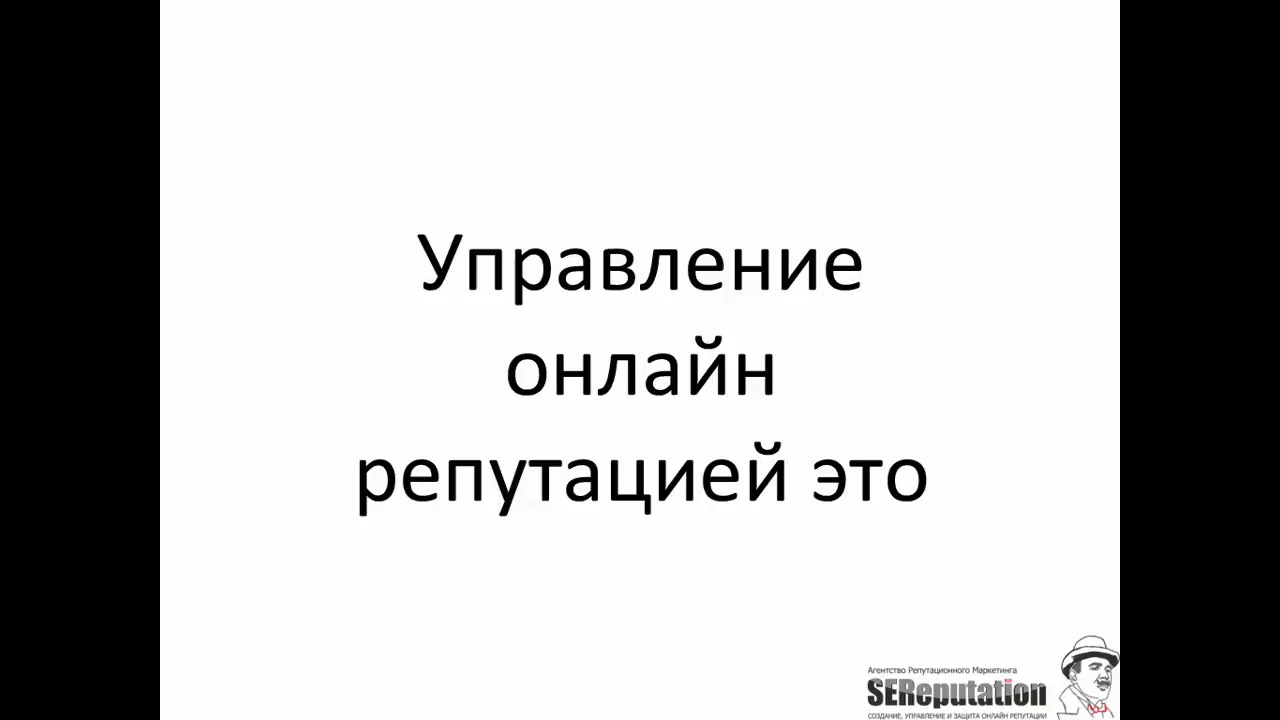 Управление
онлайн
репутацией это
Агентство Репутационного Маркетинга
SEReputation
СОЗДАНИЕ, УПРАВЛЕНИЕ И ЗАЩИТА ОНЛАЙН РЕПУТАЦИИ